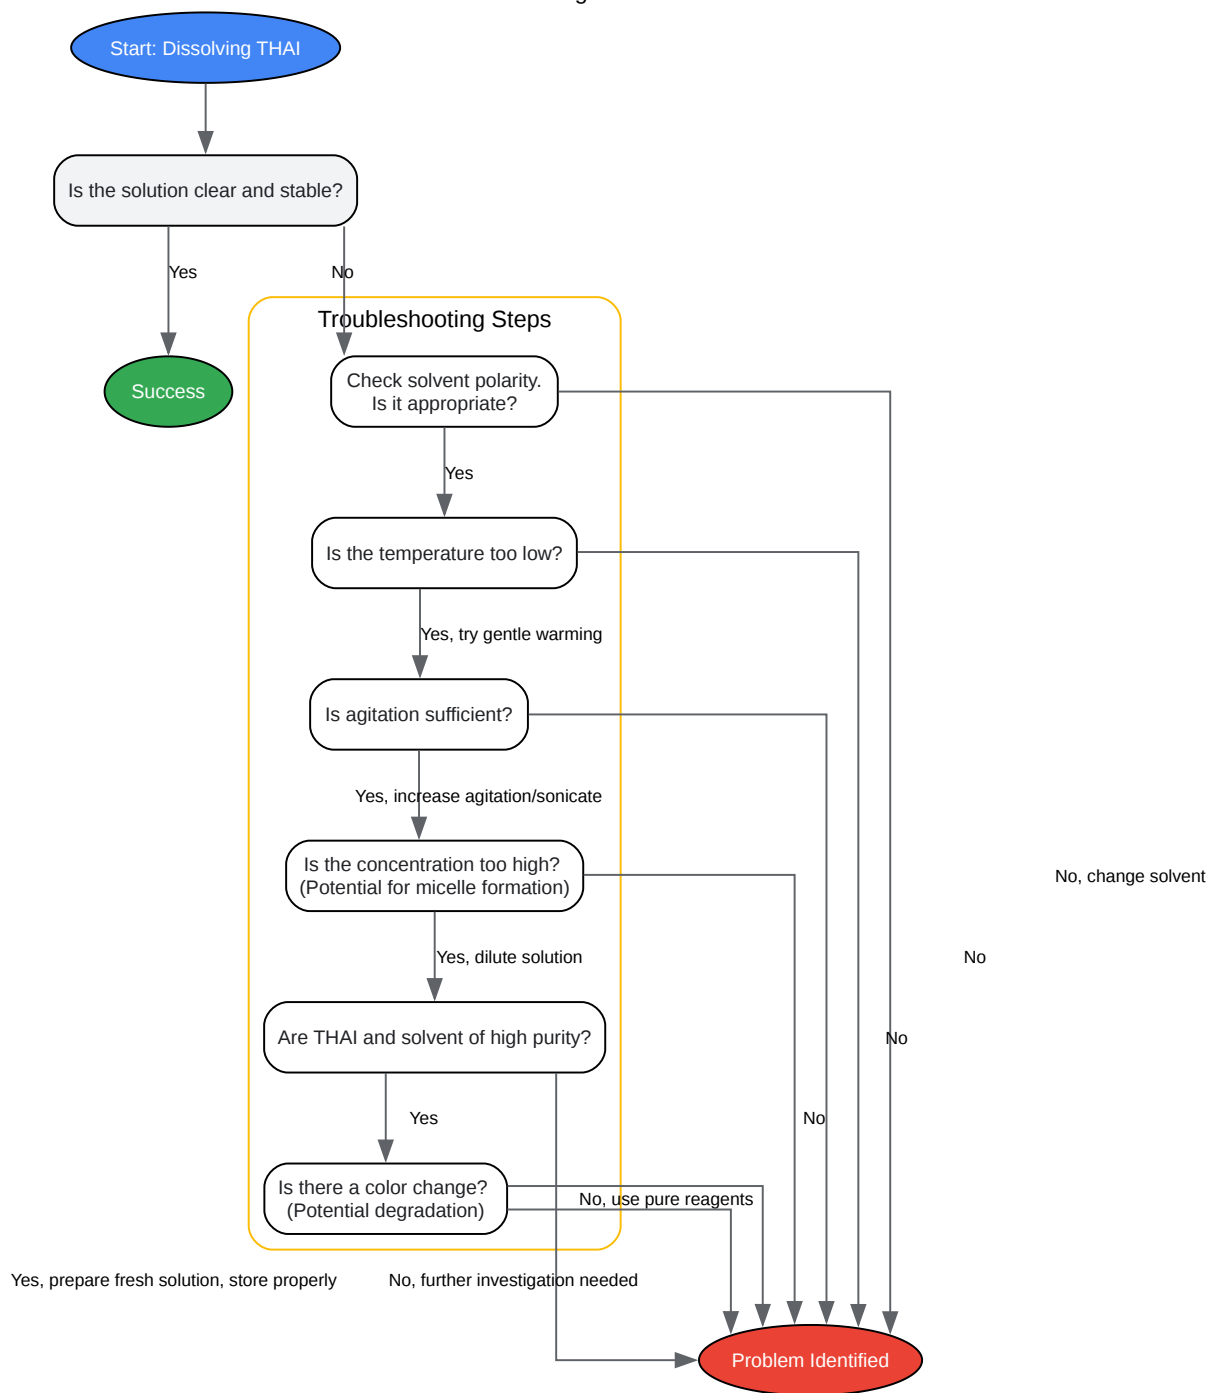 Start: Dissolving THAI
Is the solution clear and stable?
Yes
No
Troubleshooting Steps
Success
Check solvent polarity.
Is it appropriate?
Yes
Is the temperature too low?
Yes, try gentle warming
Is agitation sufficient?
Yes, increase agitation/sonicate
Is the concentration too high?
(Potential for micelle formation)
No, change solvent
Yes, dilute solution
No
Are THAI and solvent of high purity?
No
Yes
No
Is there a color change?
(Potential degradation)
No, use pure reagents
Yes, prepare fresh solution, store properly
No, further investigation needed
Problem Identified